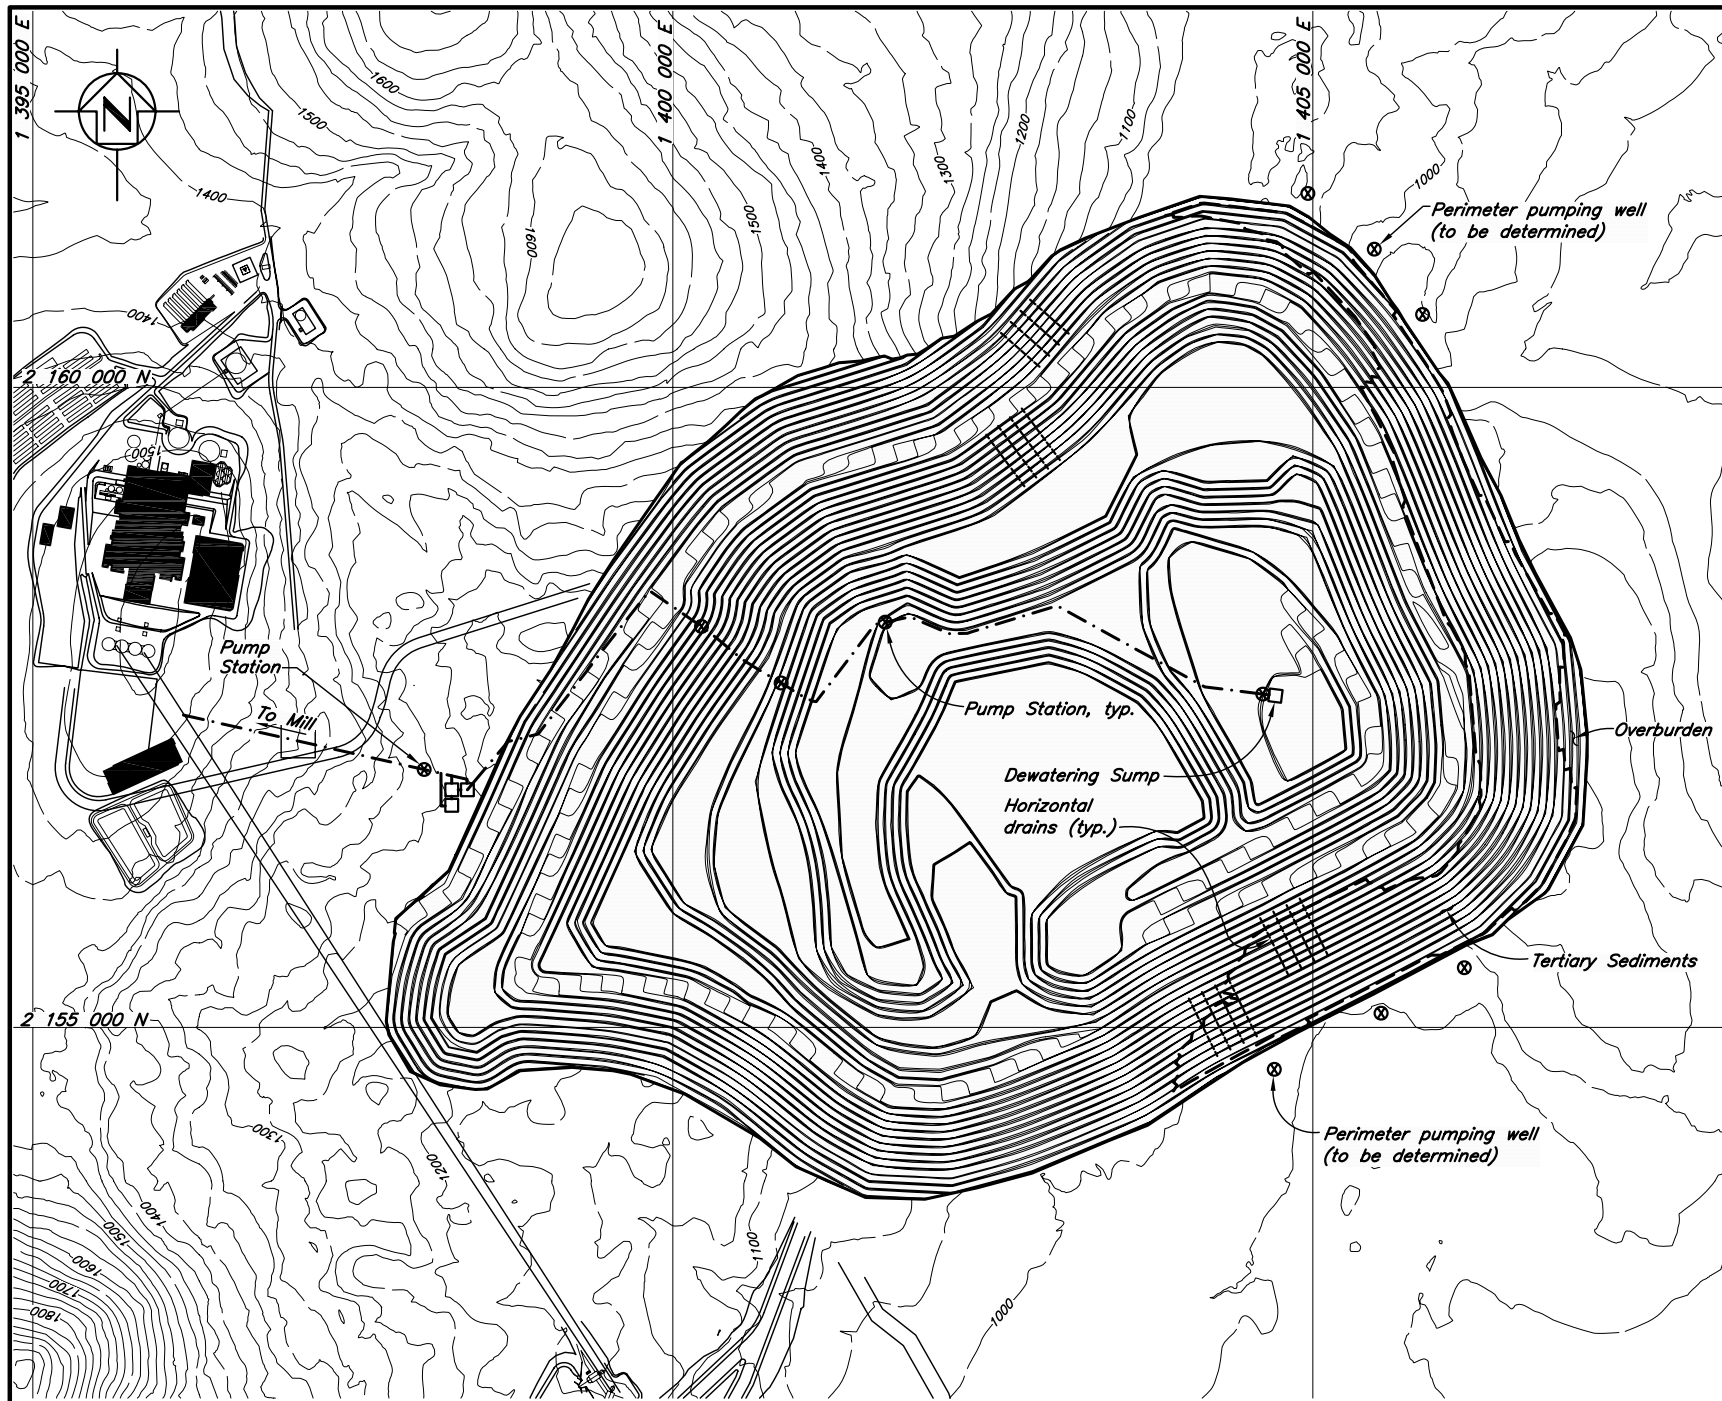 1 395 000 E
1 400 000 E
1 405 000 E
N
1600
1500
1400
1600
1500
1400
1300
1200
1100
1000
Perimeter pumping well
(to be determined)
1400
2 160 000 N
1500
Pump
Station
To Mill
Pump Station, typ.
Overburden
Dewatering Sump
Horizontal
drains (typ.)
Tertiary Sediments
2 155 000 N
Perimeter pumping well
(to be determined)
1300
1200
1400
1500
1600
1700
1800
1100
1000